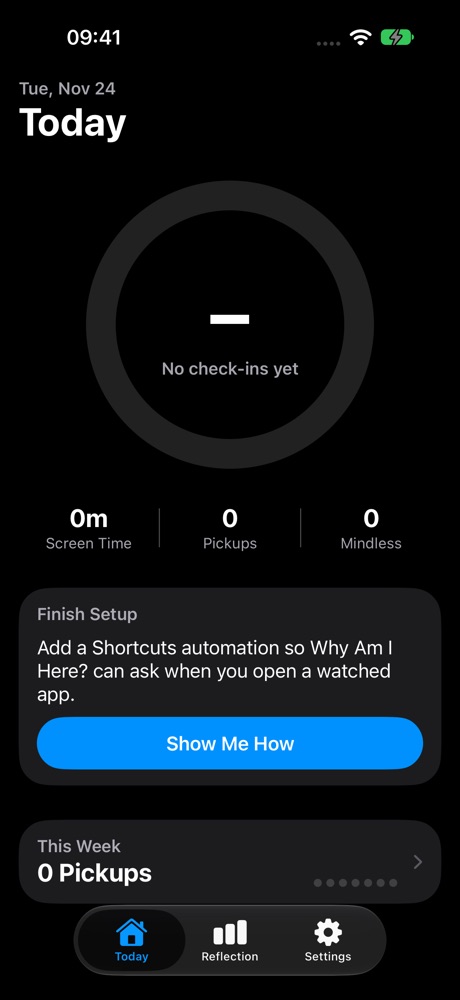 09:41
Tue, Nov 24
Today
–
No check-ins yet
0m
Screen Time
0
Pickups
0
Mindless
Finish Setup
Add a Shortcuts automation so Why Am I
Here? can ask when you open a watched
app.
Show Me How
This Week
0 Pickups
Today
Reflection
Settings